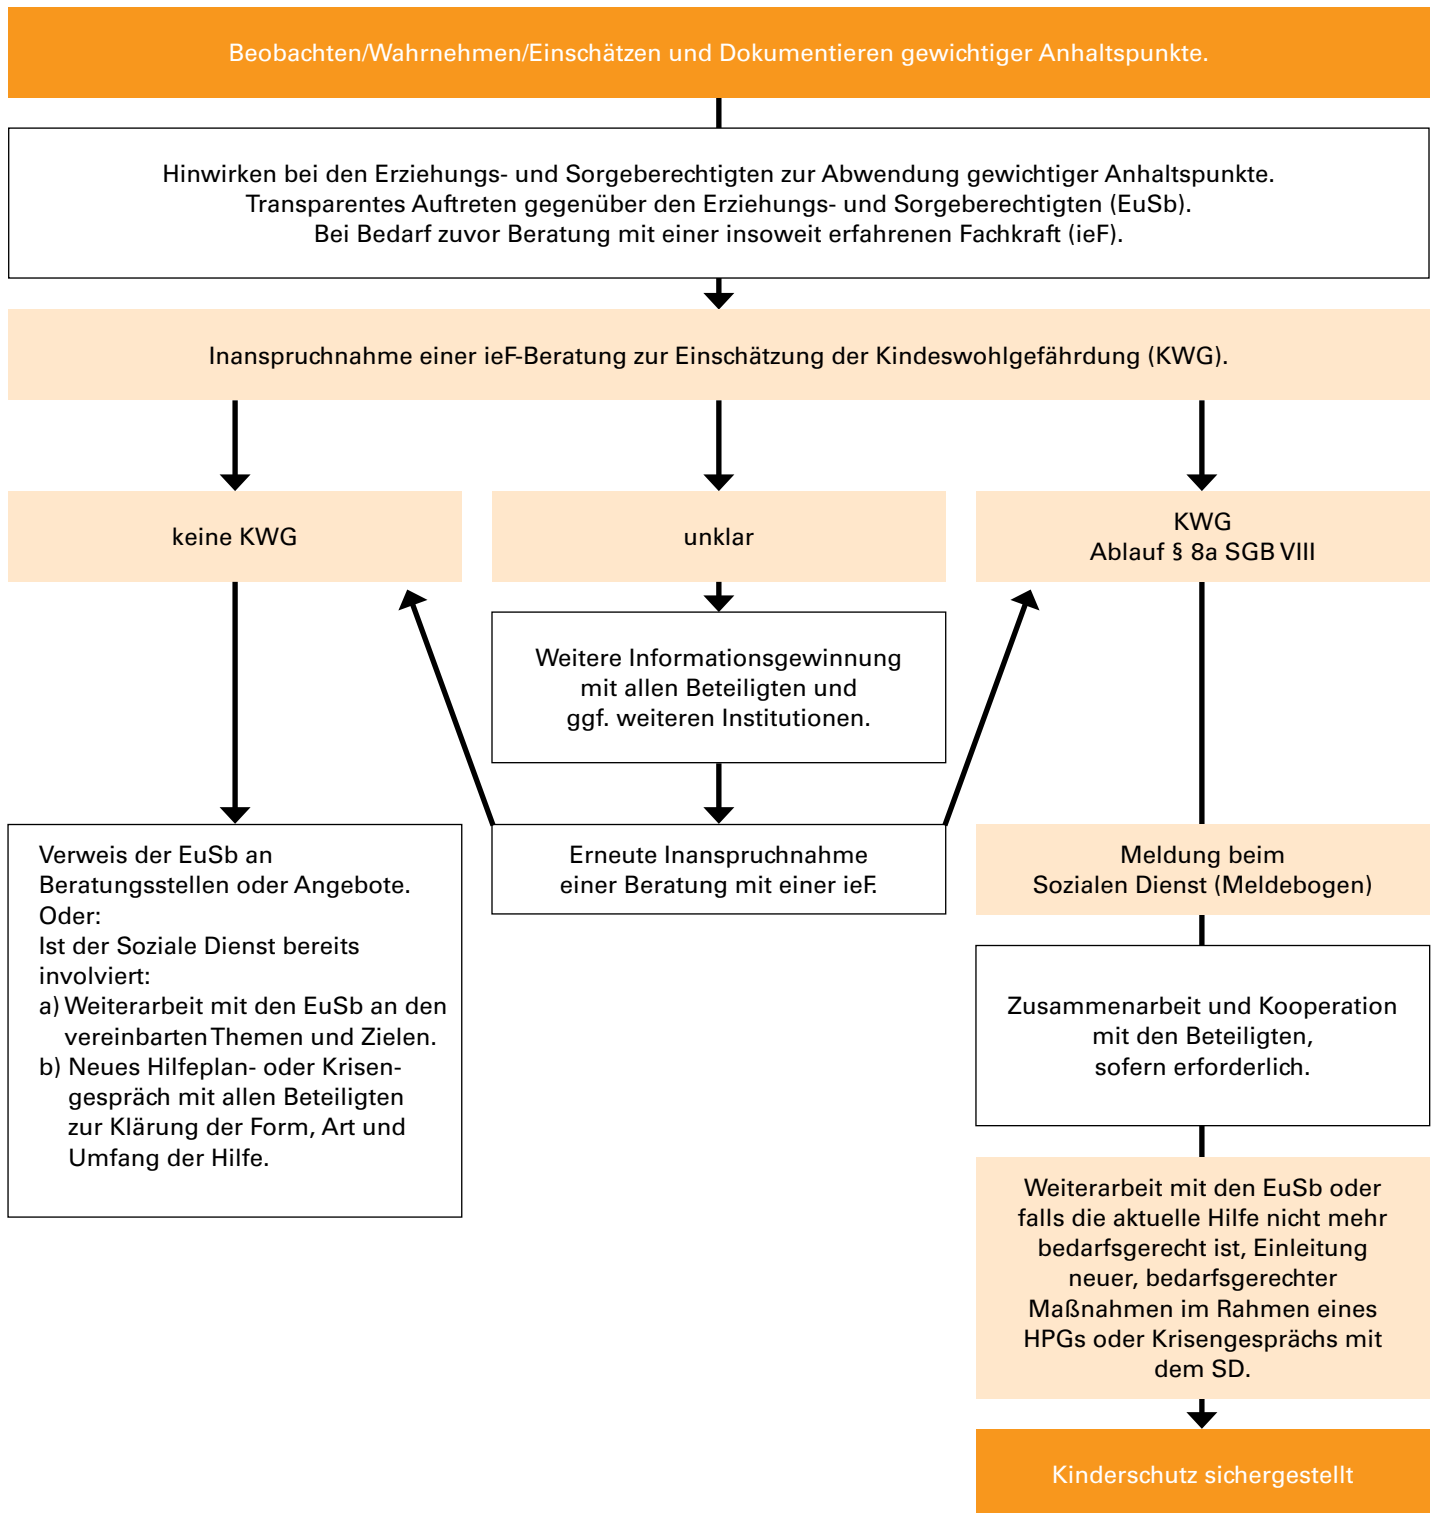 Beobachten/Wahrnehmen/Einschätzen und Dokumentieren gewichtiger Anhaltspunkte.
Hinwirken bei den Erziehungs- und Sorgeberechtigten zur Abwendung gewichtiger Anhaltspunkte.
Transparentes Auftreten gegenüber den Erziehungs- und Sorgeberechtigten (EuSb).
Bei Bedarf zuvor Beratung mit einer insoweit erfahrenen Fachkraft (ieF).
Inanspruchnahme einer ieF-Beratung zur Einschätzung der Kindeswohlgefährdung (KWG).
keine KWG
unklar
KWG
Ablauf § 8a SGB VIII
Weitere Informationsgewinnung
mit allen Beteiligten und
ggf. weiteren Institutionen.
Verweis der EuSb an
Beratungsstellen oder Angebote.
Oder:
Ist der Soziale Dienst bereits
involviert:
a) Weiterarbeit mit den EuSb an den
vereinbarten Themen und Zielen.
b) Neues Hilfeplan- oder Krisen-
gespräch mit allen Beteiligten
zur Klärung der Form, Art und
Umfang der Hilfe.
Erneute Inanspruchnahme
einer Beratung mit einer ieF.
Meldung beim
Sozialen Dienst (Meldebogen)
Zusammenarbeit und Kooperation
mit den Beteiligten,
sofern erforderlich.
Weiterarbeit mit den EuSb oder
falls die aktuelle Hilfe nicht mehr
bedarfsgerecht ist, Einleitung
neuer, bedarfsgerechter
Maßnahmen im Rahmen eines
HPGs oder Krisengesprächs mit
dem SD.
Kinderschutz sichergestellt